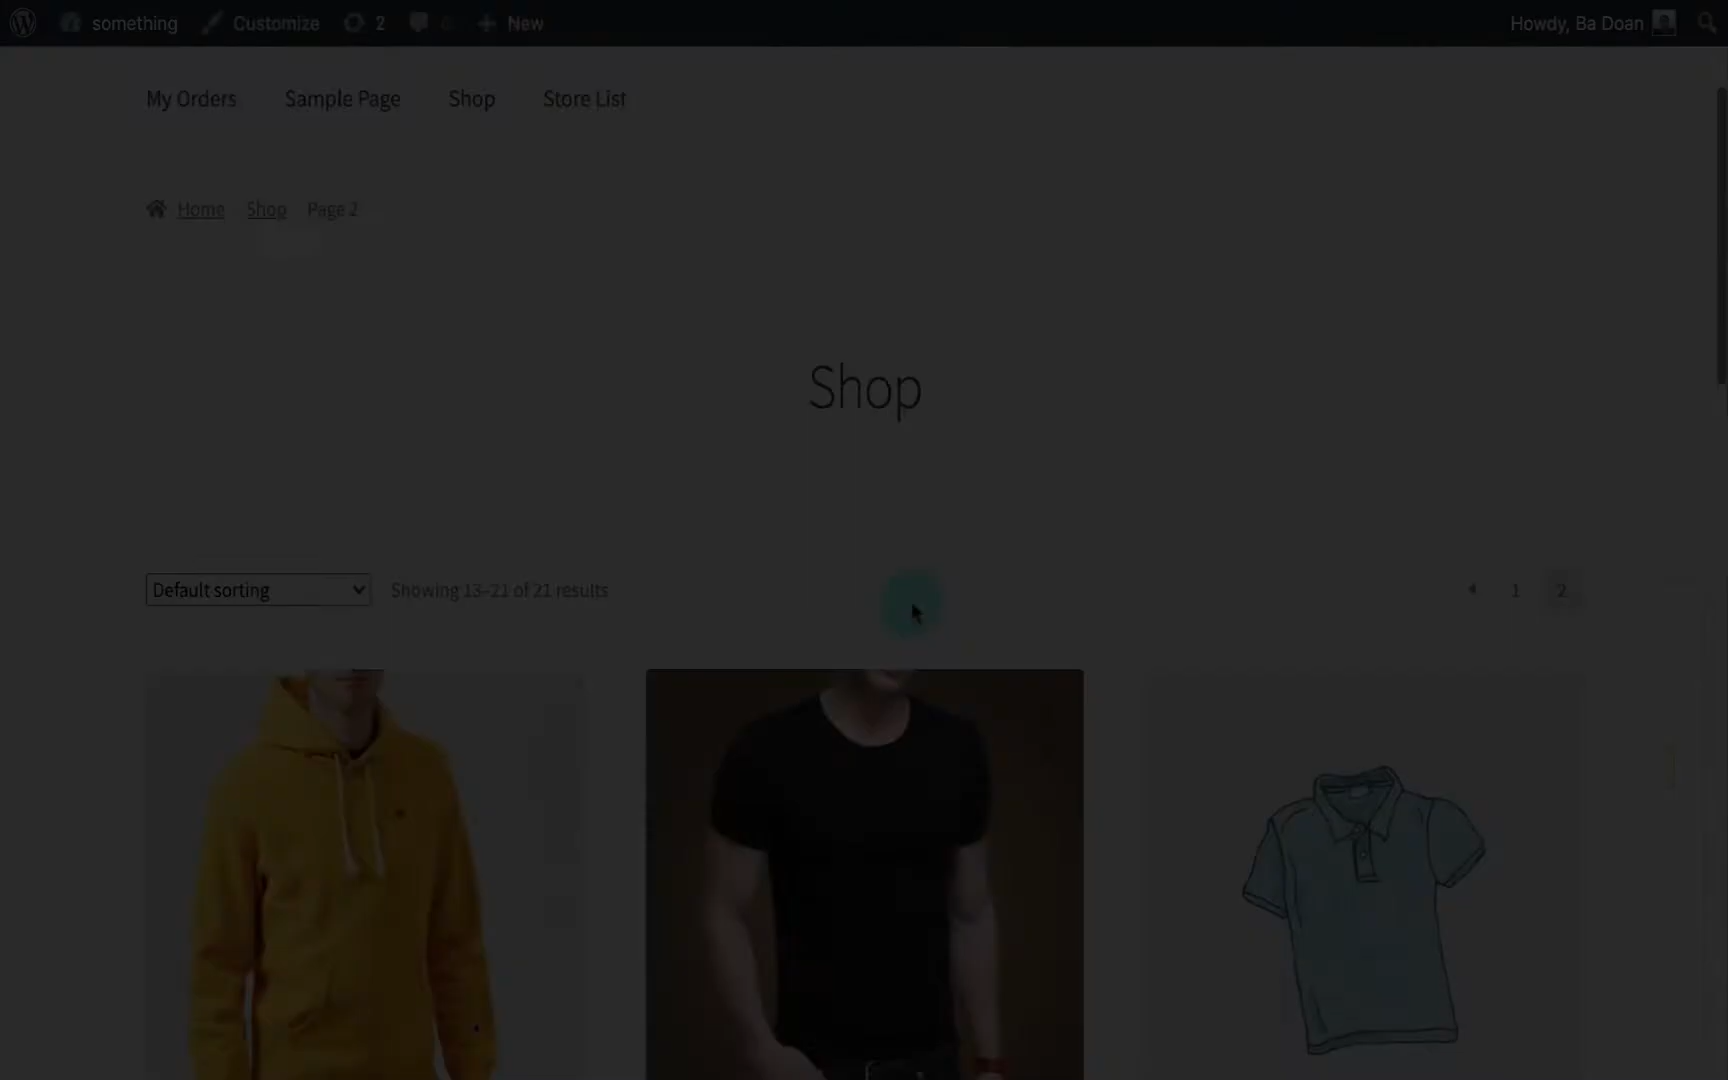 something Customize 2 0 New Howdy, Ba Doan
My Orders Sample Page Shop Store List
Home Shop Page 2
Shop
Default sorting Showing 13–21 of 21 results 1 2